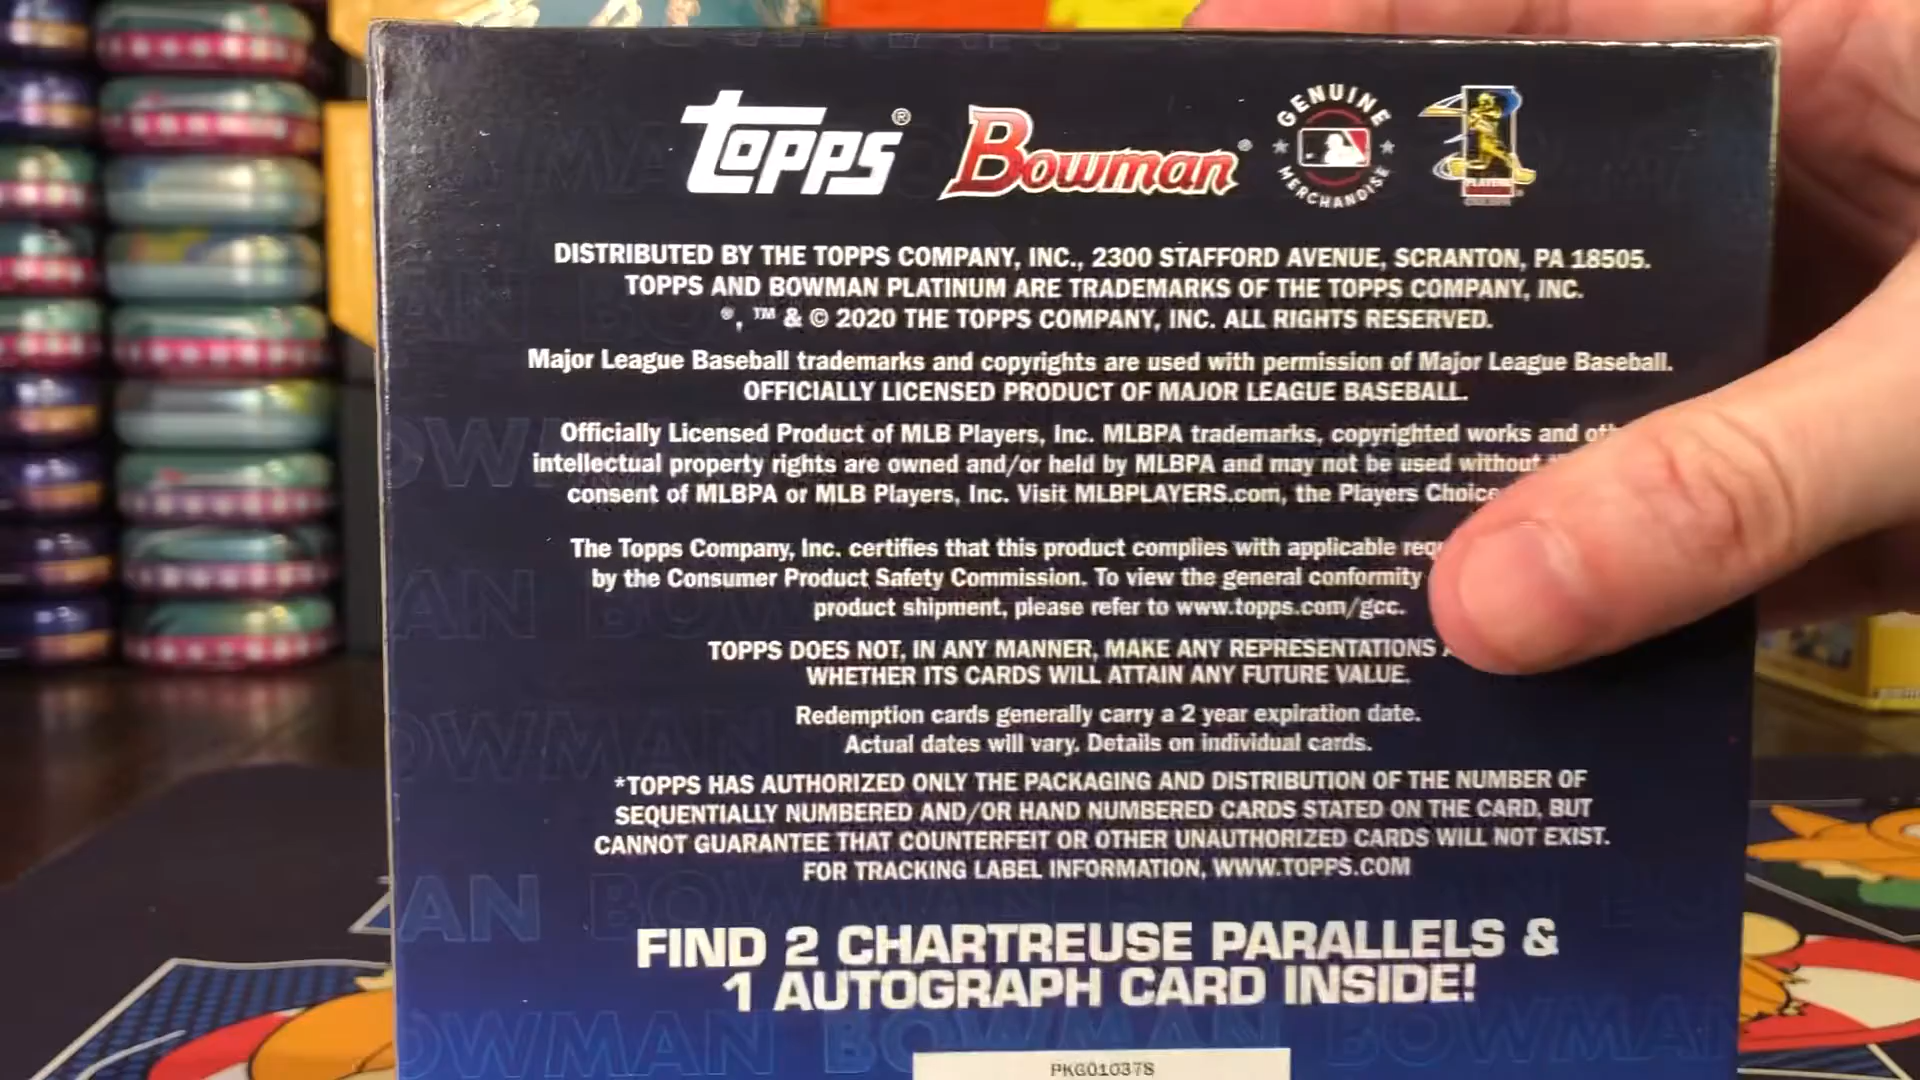 topps® Bowman® GENUINE MERCHANDISE PLAYERS
DISTRIBUTED BY THE TOPPS COMPANY, INC., 2300 STAFFORD AVENUE, SCRANTON, PA 18505.
TOPPS AND BOWMAN PLATINUM ARE TRADEMARKS OF THE TOPPS COMPANY, INC.
®, ™ & © 2020 THE TOPPS COMPANY, INC. ALL RIGHTS RESERVED.
Major League Baseball trademarks and copyrights are used with permission of Major League Baseball.
OFFICIALLY LICENSED PRODUCT OF MAJOR LEAGUE BASEBALL.
Officially Licensed Product of MLB Players, Inc. MLBPA trademarks, copyrighted works and
intellectual property rights are owned and/or held by MLBPA and may not be used without
consent of MLBPA or MLB Players, Inc. Visit MLBPLAYERS.com, the Players Choice
The Topps Company, Inc. certifies that this product complies with applicable
by the Consumer Product Safety Commission. To view the general conformity
product shipment, please refer to www.topps.com/gcc.
TOPPS DOES NOT, IN ANY MANNER, MAKE ANY REPRESENTATIONS
WHETHER ITS CARDS WILL ATTAIN ANY FUTURE VALUE.
Redemption cards generally carry a 2 year expiration date.
Actual dates will vary. Details on individual cards.
*TOPPS HAS AUTHORIZED ONLY THE PACKAGING AND DISTRIBUTION OF THE NUMBER OF
SEQUENTIALLY NUMBERED AND/OR HAND NUMBERED CARDS STATED ON THE CARD, BUT
CANNOT GUARANTEE THAT COUNTERFEIT OR OTHER UNAUTHORIZED CARDS WILL NOT EXIST.
FOR TRACKING LABEL INFORMATION, WWW.TOPPS.COM
FIND 2 CHARTREUSE PARALLELS &
1 AUTOGRAPH CARD INSIDE!
BOWMAN BOWMAN